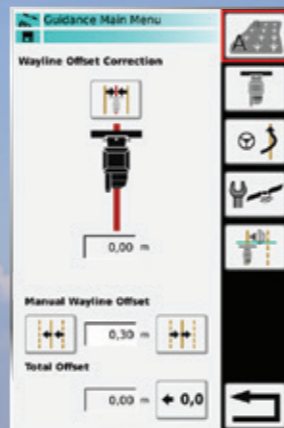 Guidance Main Menu
A
Wayline Offset Correction
0,00 m
Manual Wayline Offset
0,30 m
Total Offset
0,00 m
0,0